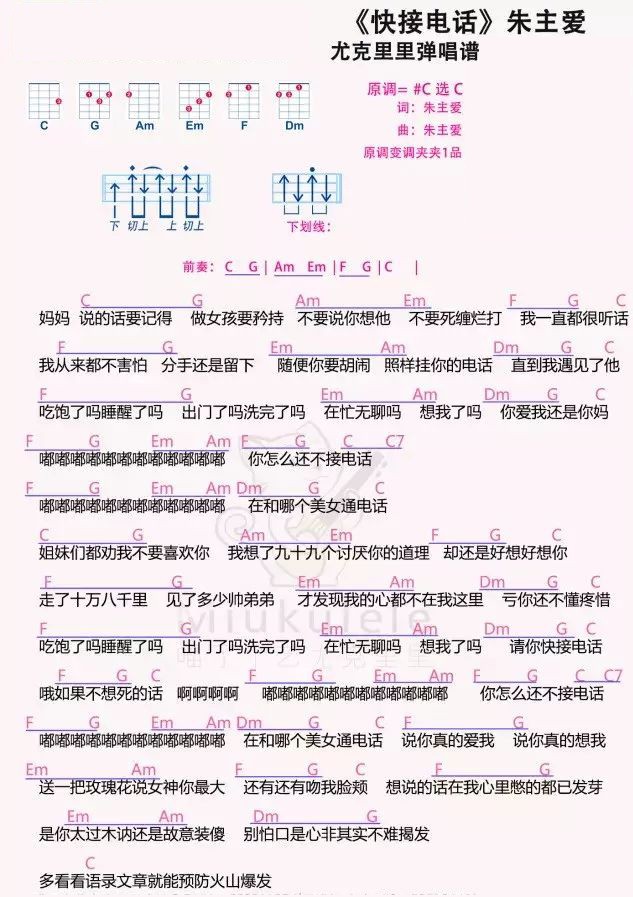 《快接电话》朱主爱
尤克里里弹唱谱
原调= #C 选 C
词：朱主爱
曲：朱主爱
原调变调夹夹1品
C G Am Em F Dm
下 切上 上 切上
下划线：
前奏： C G | Am Em | F G | C |
C G Am Em F G C
妈妈 说的话要记得 做女孩要矜持 不要说你想他 不要死缠烂打 我一直都很听话
F G Em Am Dm G C
我从来都不害怕 分手还是留下 随便你要胡闹 照样挂你的电话 直到我遇见了他
F G Em Am Dm G C
吃饱了吗睡醒了吗 出门了吗洗完了吗 在忙无聊吗 想我了吗 你爱我还是你妈
F G Em Am F G C C7
嘟嘟嘟嘟嘟嘟嘟嘟嘟嘟嘟嘟 你怎么还不接电话
F G Em Am Dm G C
嘟嘟嘟嘟嘟嘟嘟嘟嘟嘟嘟嘟 在和哪个美女通电话
C G Am Em F G C
姐妹们都劝我不要喜欢你 我想了九十九个讨厌你的道理 却还是好想好想你
F G Em Am Dm G C
走了十万八千里 见了多少帅弟弟 才发现我的心都不在我这里 亏你还不懂疼惜
F G Em Am Dm G C
吃饱了吗睡醒了吗 出门了吗洗完了吗 在忙无聊吗 想我了吗 请你快接电话
F G C F G Em Am F G C C7
哦如果不想死的话 啊啊啊啊 嘟嘟嘟嘟嘟嘟嘟嘟嘟嘟嘟嘟 你怎么还不接电话
F G Em Am Dm G C F G
嘟嘟嘟嘟嘟嘟嘟嘟嘟嘟嘟嘟 在和哪个美女通电话 说你真的爱我 说你真的想我
Em Am F G C F G
送一把玫瑰花说女神你最大 还有还有吻我脸颊 想说的话在我心里憋的都已发芽
Em Am Dm G
是你太过木讷还是故意装傻 别怕口是心非其实不难揭发
C
多看看语录文章就能预防火山爆发
Miukulele